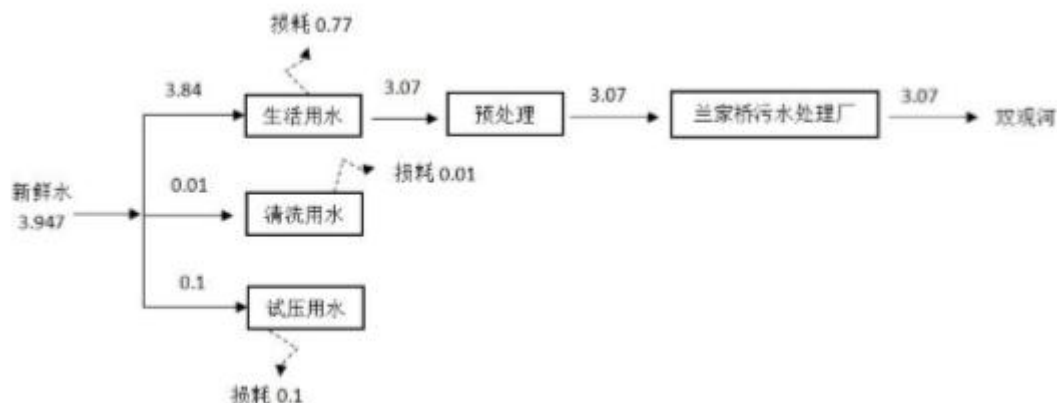 损耗 0.77
3.84
生活用水
3.07
预处理
3.07
兰家桥污水处理厂
3.07
双观河
新鲜水
3.947
0.01
清洗用水
损耗 0.01
0.1
试压用水
损耗 0.1